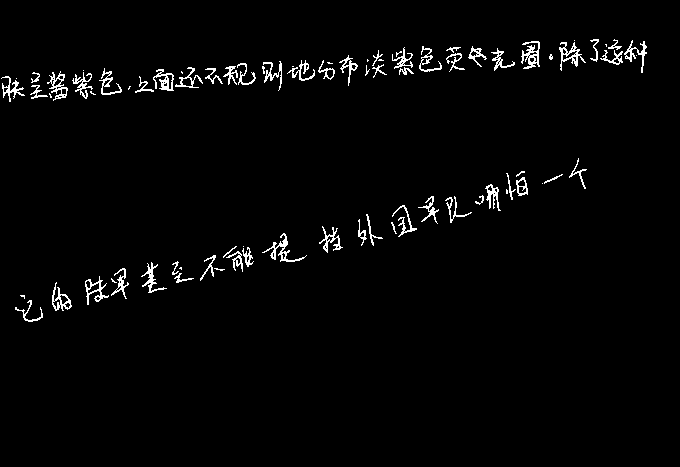 肤呈酱紫色，上面还不规则地分布淡紫色荧光圈。除了这种
它的陆军甚至不能提挡外国军队哪怕一个